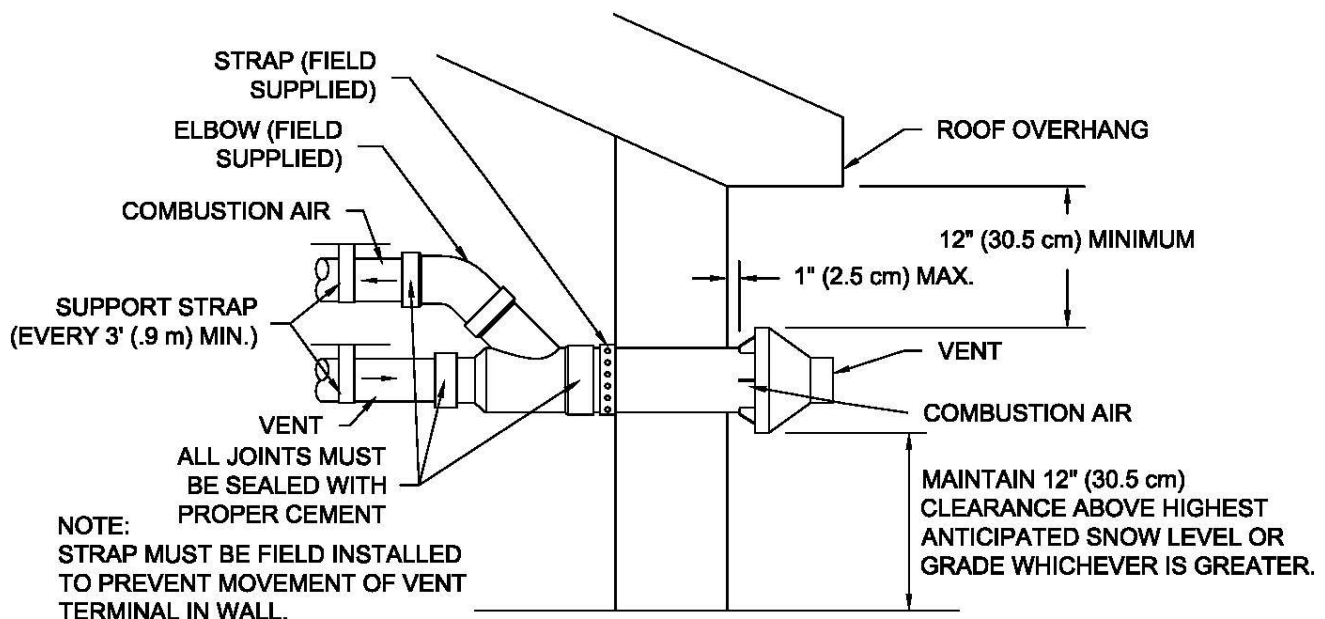 STRAP (FIELD
SUPPLIED)
ELBOW (FIELD
SUPPLIED)
COMBUSTION AIR
SUPPORT STRAP
(EVERY 3' (.9 m) MIN.)
VENT
ALL JOINTS MUST
BE SEALED WITH
PROPER CEMENT
NOTE:
STRAP MUST BE FIELD INSTALLED
TO PREVENT MOVEMENT OF VENT
TERMINAL IN WALL.
ROOF OVERHANG
12" (30.5 cm) MINIMUM
1" (2.5 cm) MAX.
VENT
COMBUSTION AIR
MAINTAIN 12" (30.5 cm)
CLEARANCE ABOVE HIGHEST
ANTICIPATED SNOW LEVEL OR
GRADE WHICHEVER IS GREATER.